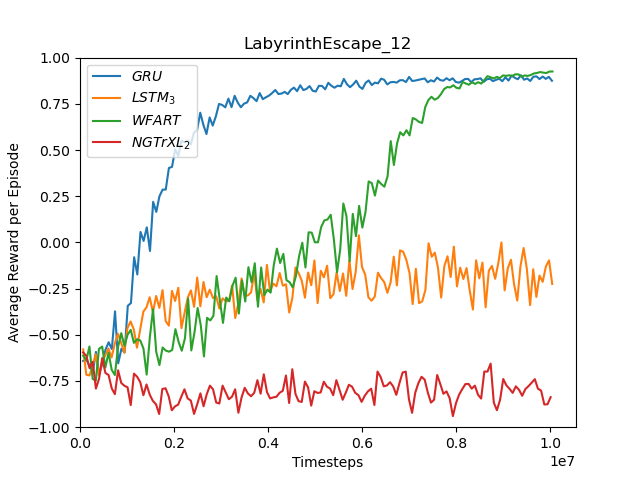 LabyrinthEscape_12
Average Reward per Episode
1.00
0.75
0.50
0.25
0.00
−0.25
−0.50
−0.75
−1.00
GRU
LSTM₃
WFART
NGTrXL₂
0.0
0.2
0.4
0.6
0.8
1.0
1e7
Timesteps